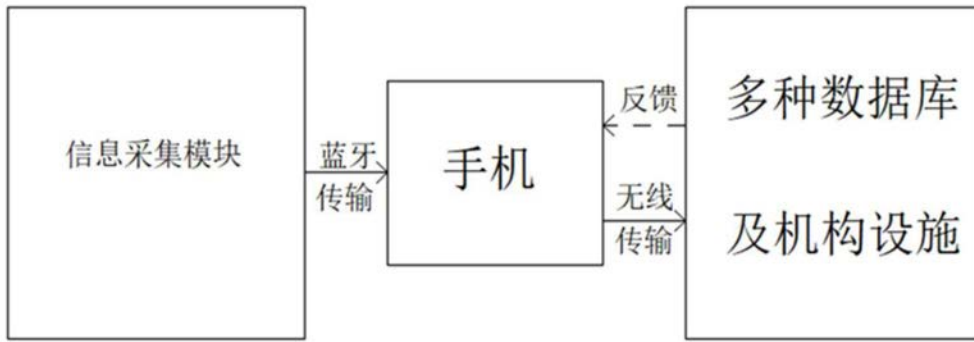 信息采集模块
蓝牙
传输
手机
反馈
无线
传输
多种数据库
及机构设施